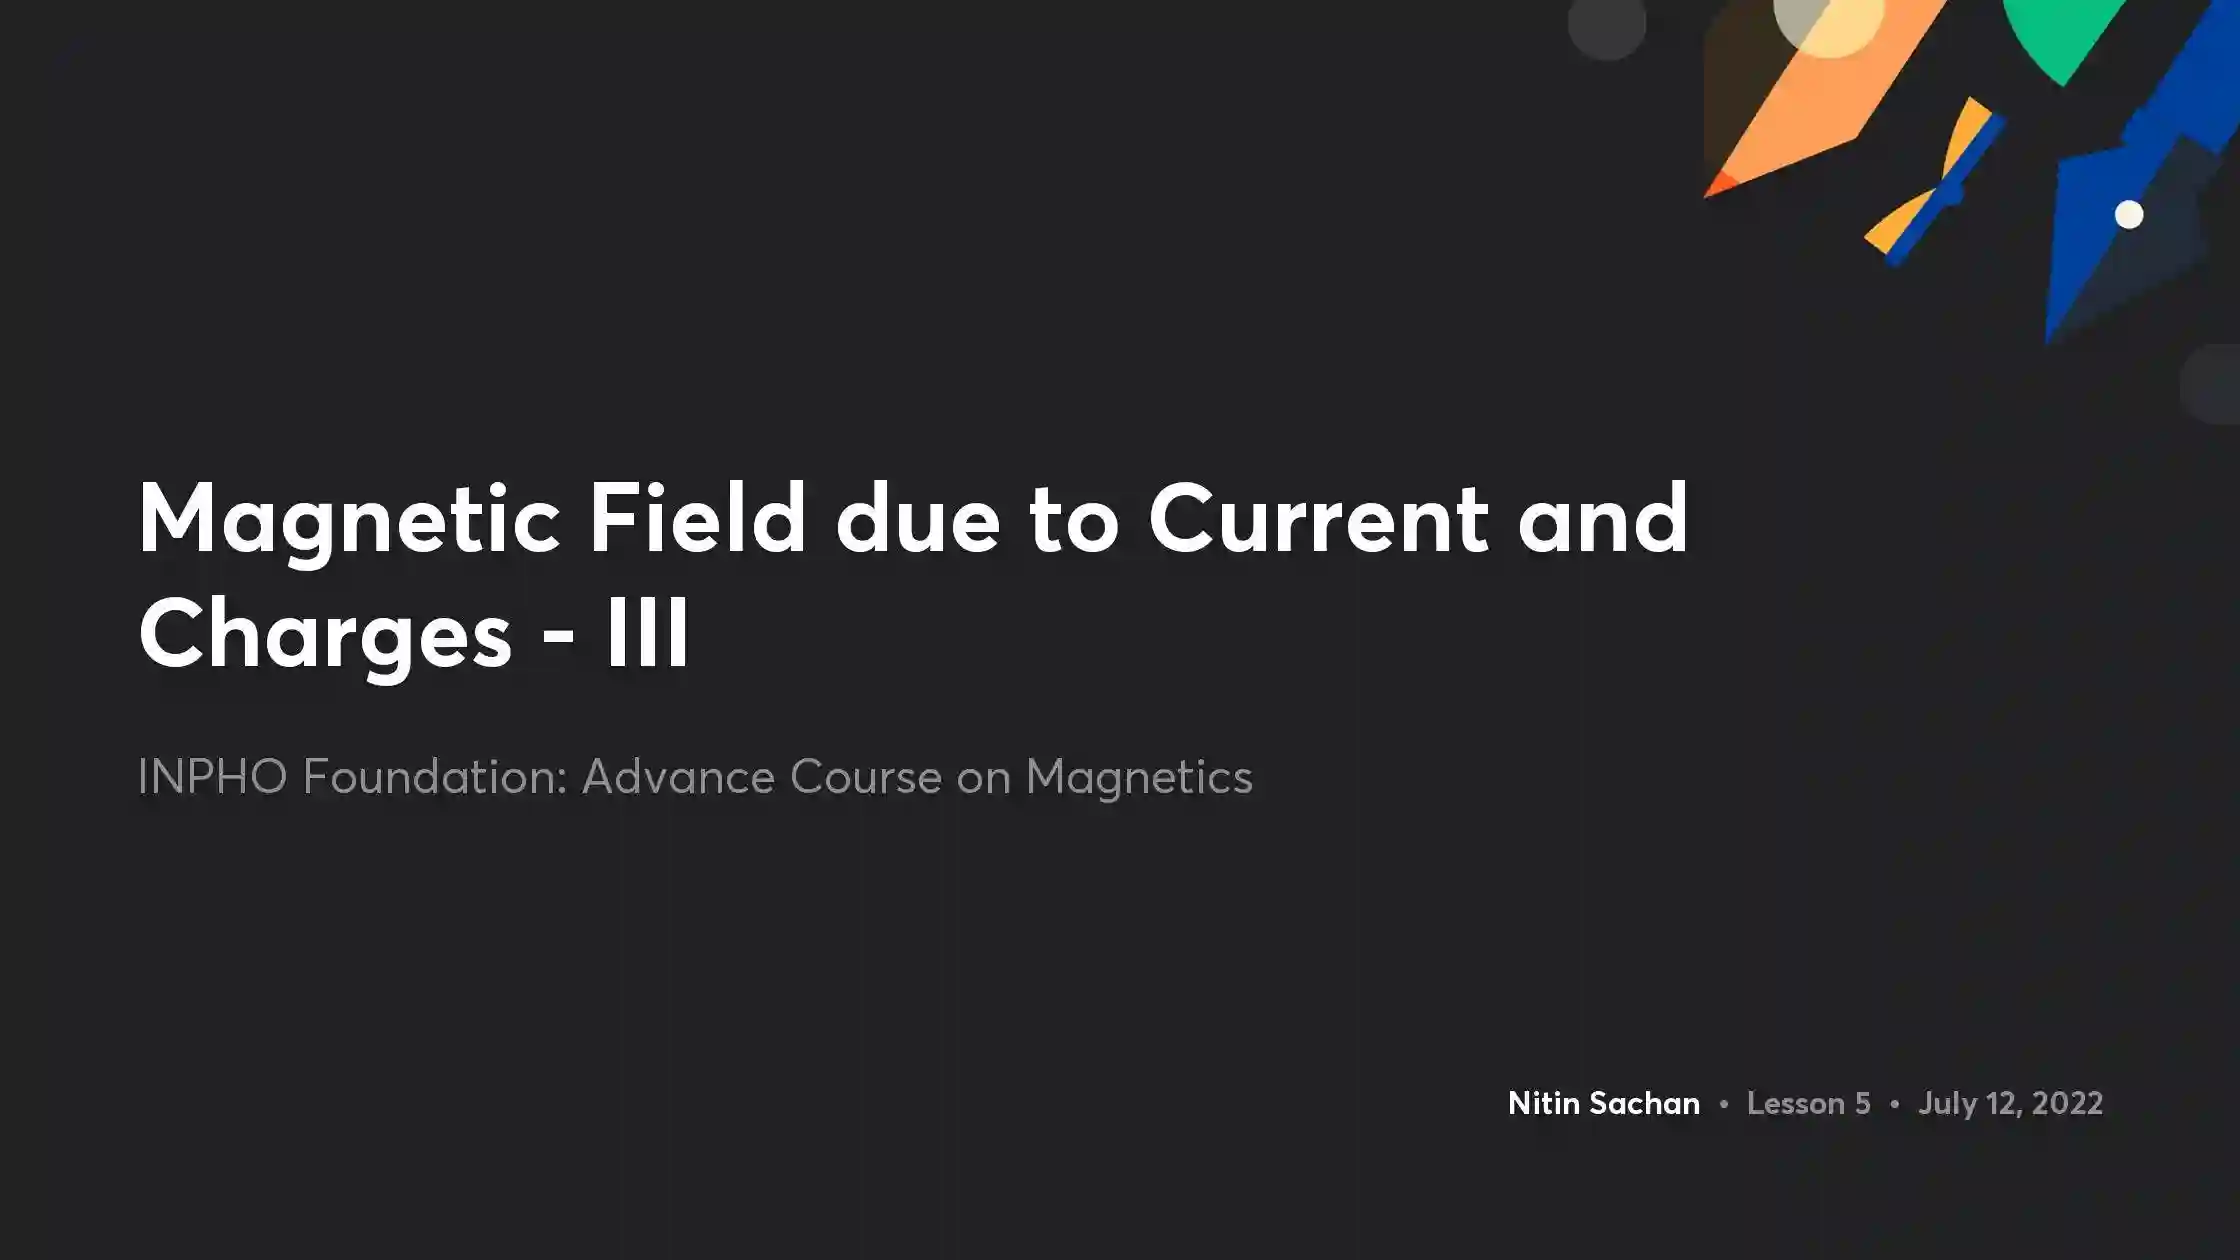 Magnetic Field due to Current and
Charges - III
INPHO Foundation: Advance Course on Magnetics
Nitin Sachan • Lesson 5 • July 12, 2022